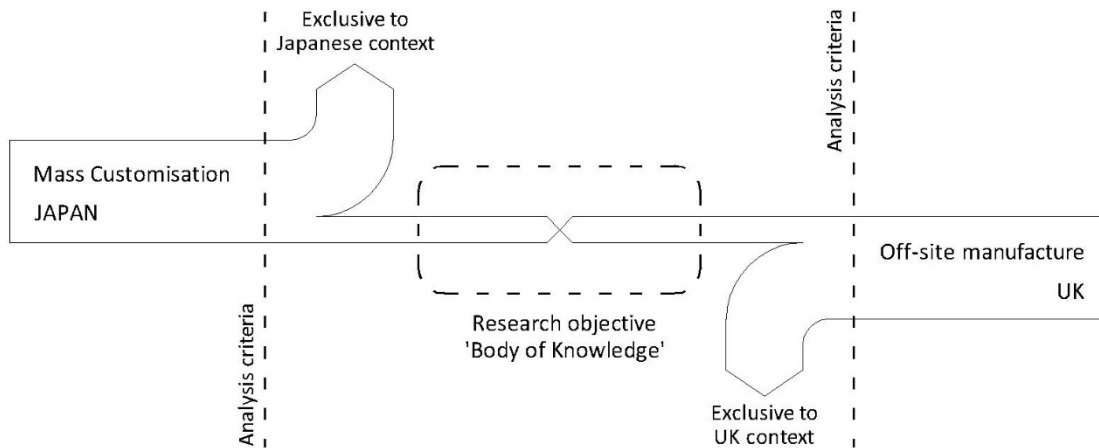 Exclusive to
Japanese context
Analysis criteria
Mass Customisation
JAPAN
Off-site manufacture
UK
Research objective
'Body of Knowledge'
Analysis criteria
Exclusive to
UK context